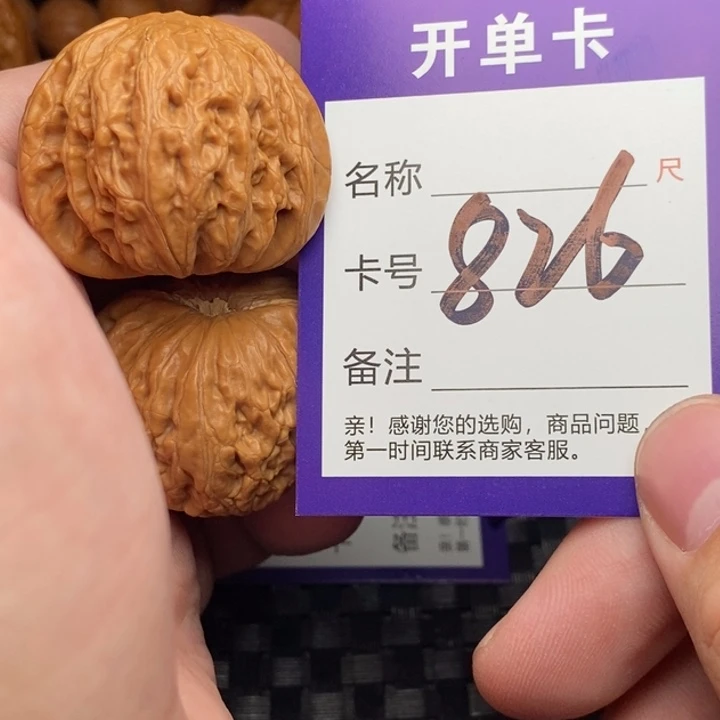 开单卡
名称 尺
卡号 826
备注
亲！感谢您的选购，商品问题，
第一时间联系商家客服。